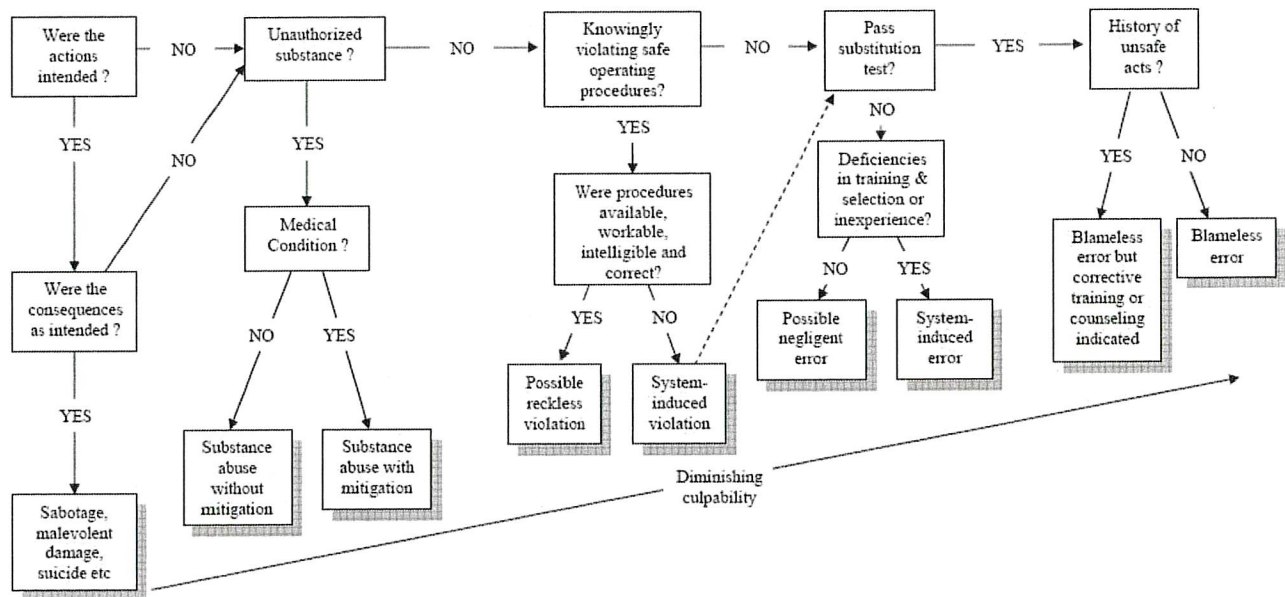 Were the
actions
intended ?
NO
Unauthorized
substance ?
NO
Knowingly
violating safe
operating
procedures?
NO
Pass
substitution
test?
YES
History of
unsafe
acts ?
YES
NO
YES
YES
NO
YES
NO
Medical
Condition ?
Were procedures
available,
workable,
intelligible and
correct?
Deficiencies
in training &
selection or
inexperience?
Were the
consequences
as intended ?
NO
YES
YES
NO
NO
YES
Blameless
error but
corrective
training or
counseling
indicated
Blameless
error
YES
Substance
abuse
without
mitigation
Substance
abuse with
mitigation
Possible
reckless
violation
System-
induced
violation
Possible
negligent
error
System-
induced error
Diminishing
culpability
Sabotage,
malevolent
damage,
suicide etc